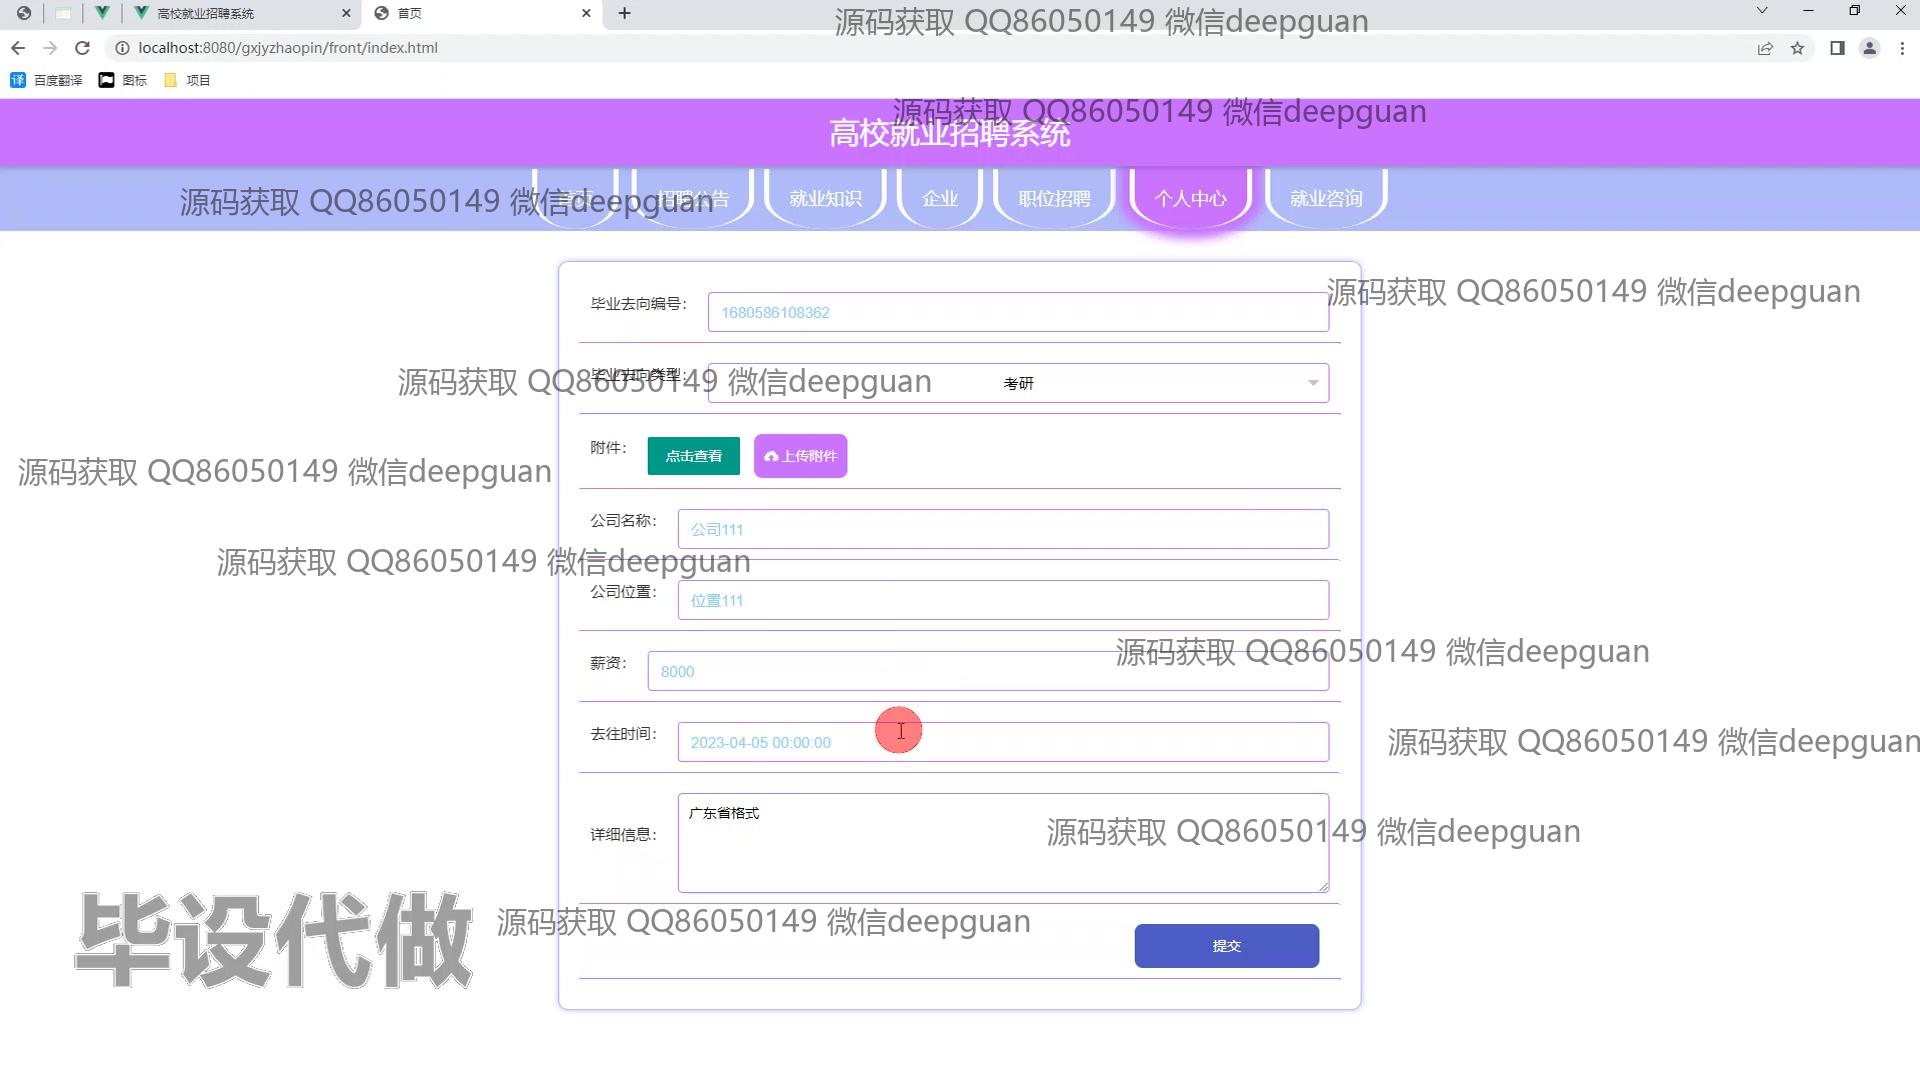 高校就业招聘系统
首页
源码获取 QQ86050149 微信deepguan
localhost:8080/gxjyzhaopin/front/index.html
百度翻译 图标 项目
源码获取 QQ86050149 微信deepguan
高校就业招聘系统
源码获取 QQ86050149 微信deepguan
首页 招聘公告 就业知识 企业 职位招聘 个人中心 就业咨询
源码获取 QQ86050149 微信deepguan
毕业去向编号： 1680586108362
毕业去向类型： 考研
源码获取 QQ86050149 微信deepguan
附件： 点击查看 上传附件
源码获取 QQ86050149 微信deepguan
公司名称： 公司111
源码获取 QQ86050149 微信deepguan
公司位置： 位置111
源码获取 QQ86050149 微信deepguan
薪资： 8000
去往时间： 2023-04-05 00:00:00
源码获取 QQ86050149 微信deepguan
详细信息： 广东省格式
源码获取 QQ86050149 微信deepguan
源码获取 QQ86050149 微信deepguan
毕设代做
提交